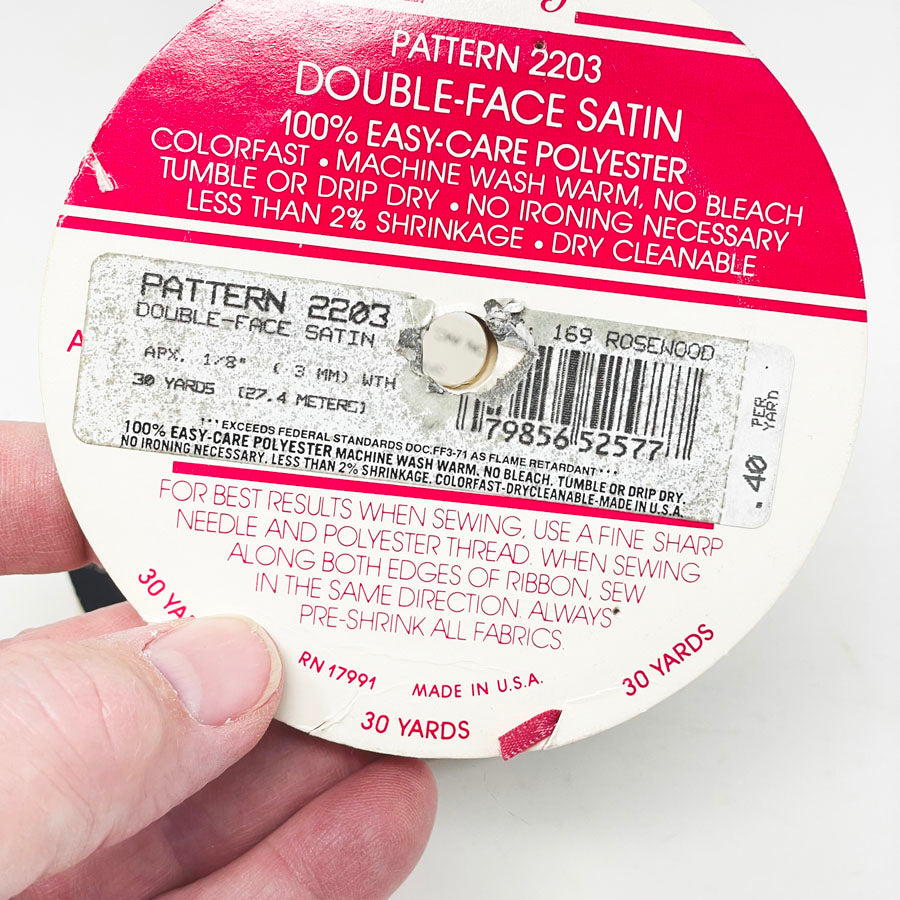 PATTERN 2203
DOUBLE-FACE SATIN
100% EASY-CARE POLYESTER
COLORFAST • MACHINE WASH WARM, NO BLEACH
TUMBLE OR DRIP DRY • NO IRONING NECESSARY
LESS THAN 2% SHRINKAGE • DRY CLEANABLE
PATTERN 2203
DOUBLE-FACE SATIN
APX. 1/8" ( 3 MM) WTH
30 YARDS (27.4 METERS)
169 ROSEWOOD
79856 52577
PER YARD
.40
***EXCEEDS FEDERAL STANDARDS DOC.FF3-71 AS FLAME RETARDANT***
100% EASY-CARE POLYESTER MACHINE WASH WARM, NO BLEACH, TUMBLE OR DRIP DRY,
NO IRONING NECESSARY, LESS THAN 2% SHRINKAGE, COLORFAST-DRYCLEANABLE-MADE IN U.S.A.
FOR BEST RESULTS WHEN SEWING, USE A FINE SHARP
NEEDLE AND POLYESTER THREAD. WHEN SEWING
ALONG BOTH EDGES OF RIBBON, SEW
IN THE SAME DIRECTION. ALWAYS
PRE-SHRINK ALL FABRICS.
30 YA
RN 17991 MADE IN U.S.A.
30 YARDS
30 YARDS